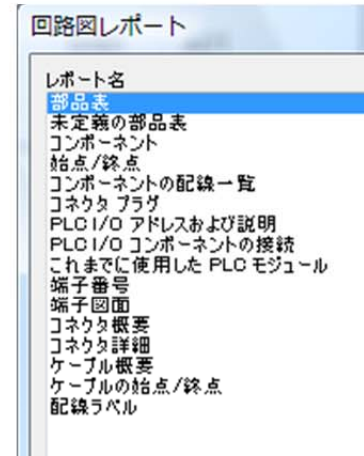 回路図レポート
レポート名
部品表
未定義の部品表
コンポーネント
始点/終点
コンポーネントの配線一覧
コネクタ プラグ
PLC I/O アドレスおよび説明
PLC I/O コンポーネントの接続
これまでに使用した PLC モジュール
端子番号
端子図面
コネクタ概要
コネクタ詳細
ケーブル概要
ケーブルの始点/終点
配線ラベル